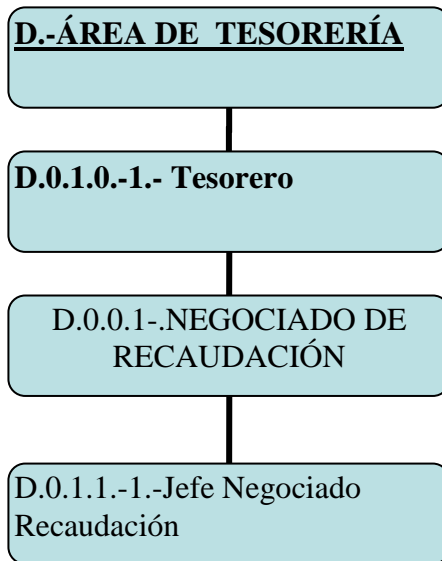 D.-ÁREA DE TESORERÍA
D.0.1.0.-1.- Tesorero
D.0.0.1-.NEGOCIADO DE
RECAUDACIÓN
D.0.1.1.-1.-Jefe Negociado
Recaudación